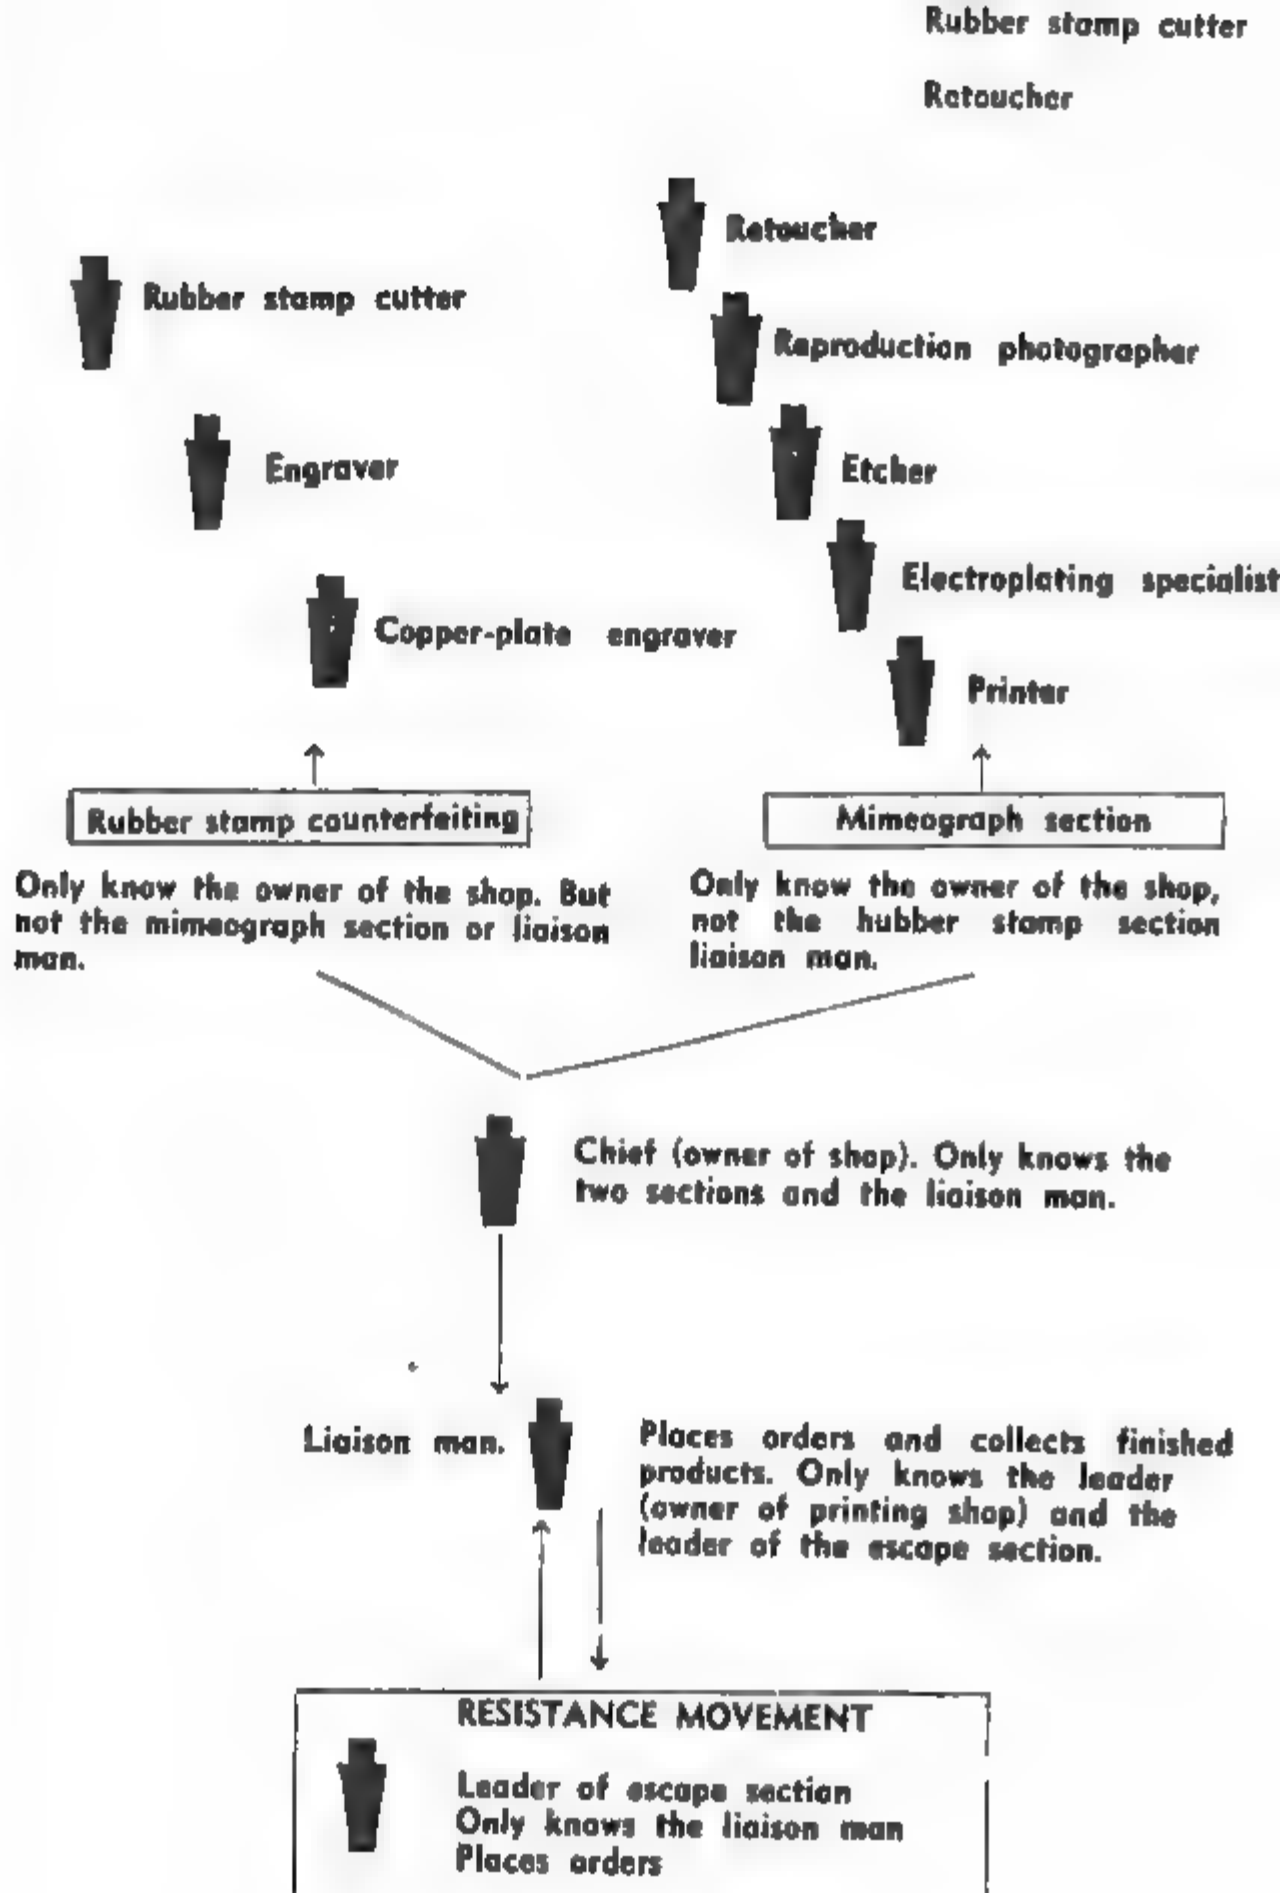 Rubber stamp cutter
Retoucher
Retoucher
Rubber stamp cutter
Reproduction photographer
Engraver
Etcher
Electroplating specialist
Copper-plate engraver
Printer
Rubber stamp counterfeiting
Mimeograph section
Only know the owner of the shop. But
not the mimeograph section or liaison
man.
Only know the owner of the shop,
not the hubber stamp section
liaison man.
Chief (owner of shop). Only knows the
two sections and the liaison man.
Liaison man.
Places orders and collects finished
products. Only knows the leader
(owner of printing shop) and the
leader of the escape section.
RESISTANCE MOVEMENT
Leader of escape section
Only knows the liaison man
Places orders